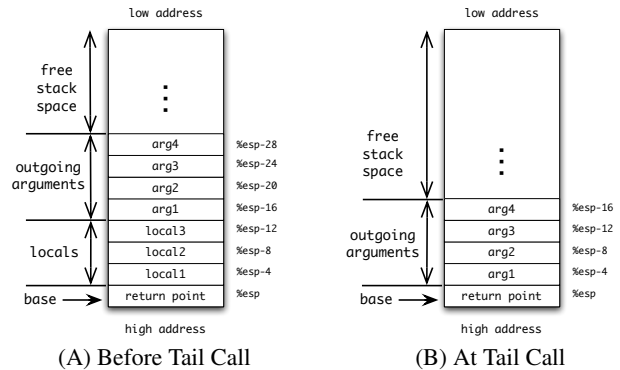 low address
free
stack
space
arg4 %esp-28
outgoing
arguments
arg3 %esp-24
arg2 %esp-20
arg1 %esp-16
locals
local3 %esp-12
local2 %esp-8
local1 %esp-4
base
return point %esp
high address
(A) Before Tail Call
low address
free
stack
space
arg4 %esp-16
outgoing
arguments
arg3 %esp-12
arg2 %esp-8
arg1 %esp-4
base
return point %esp
high address
(B) At Tail Call